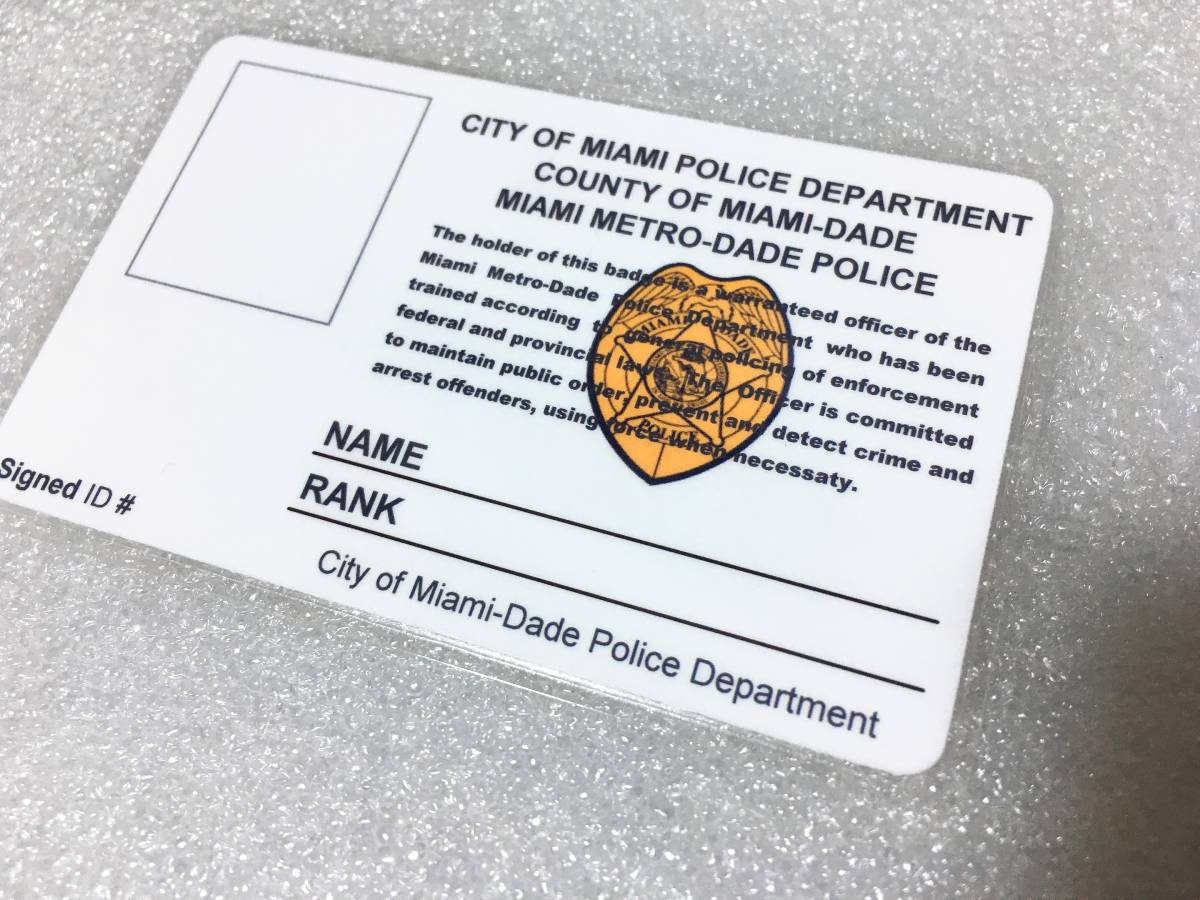 CITY OF MIAMI POLICE DEPARTMENT
COUNTY OF MIAMI-DADE
MIAMI METRO-DADE POLICE
The holder of this badge is a warranteed officer of the
Miami Metro-Dade Police Department who has been
trained according to general policing of enforcement
federal and provincial laws. The Officer is committed
to maintain public order, prevent and detect crime and
arrest offenders, using force when necessaty.
MIAMI DADE
POLICE
NAME
RANK
Signed ID #
City of Miami-Dade Police Department